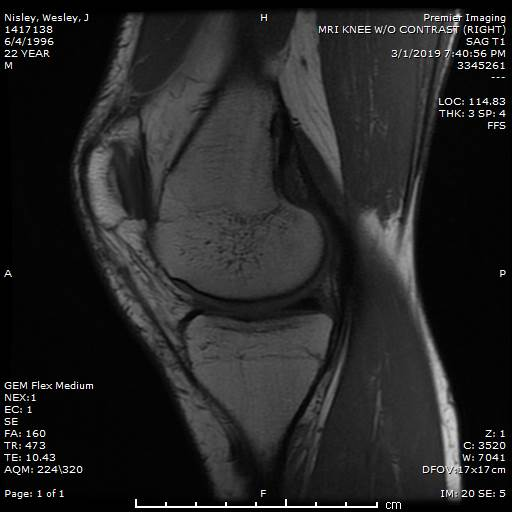 Nisley, Wesley, J
1417138
6/4/1996
22 YEAR
M
H
Premier Imaging
MRI KNEE W/O CONTRAST (RIGHT)
SAG T1
3/1/2019 7:40:56 PM
3345261
---
LOC: 114.83
THK: 3 SP: 4
FFS
A
P
GEM Flex Medium
NEX:1
EC: 1
SE
FA: 160
TR: 473
TE: 10.43
AQM: 224\320
Page: 1 of 1
F
cm
Z: 1
C: 3520
W: 7041
DFOV:17x17cm
IM: 20 SE: 5